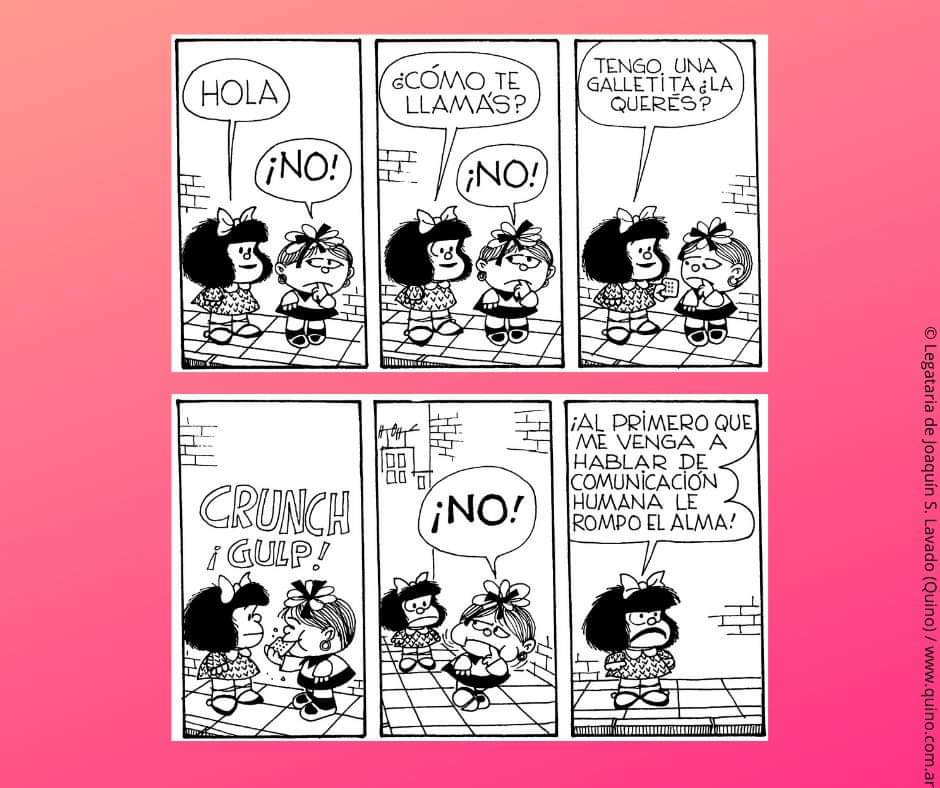 HOLA
¡NO!
¿CÓMO TE
LLAMÁS?
¡NO!
TENGO UNA
GALLETITA ¿LA
QUERÉS?
CRUNCH
¡GULP!
¡NO!
¡AL PRIMERO QUE
ME VENGA A
HABLAR DE
COMUNICACIÓN
HUMANA LE
ROMPO EL ALMA!
© Legataria de Joaquín S. Lavado (Quino) / www.quino.com.ar